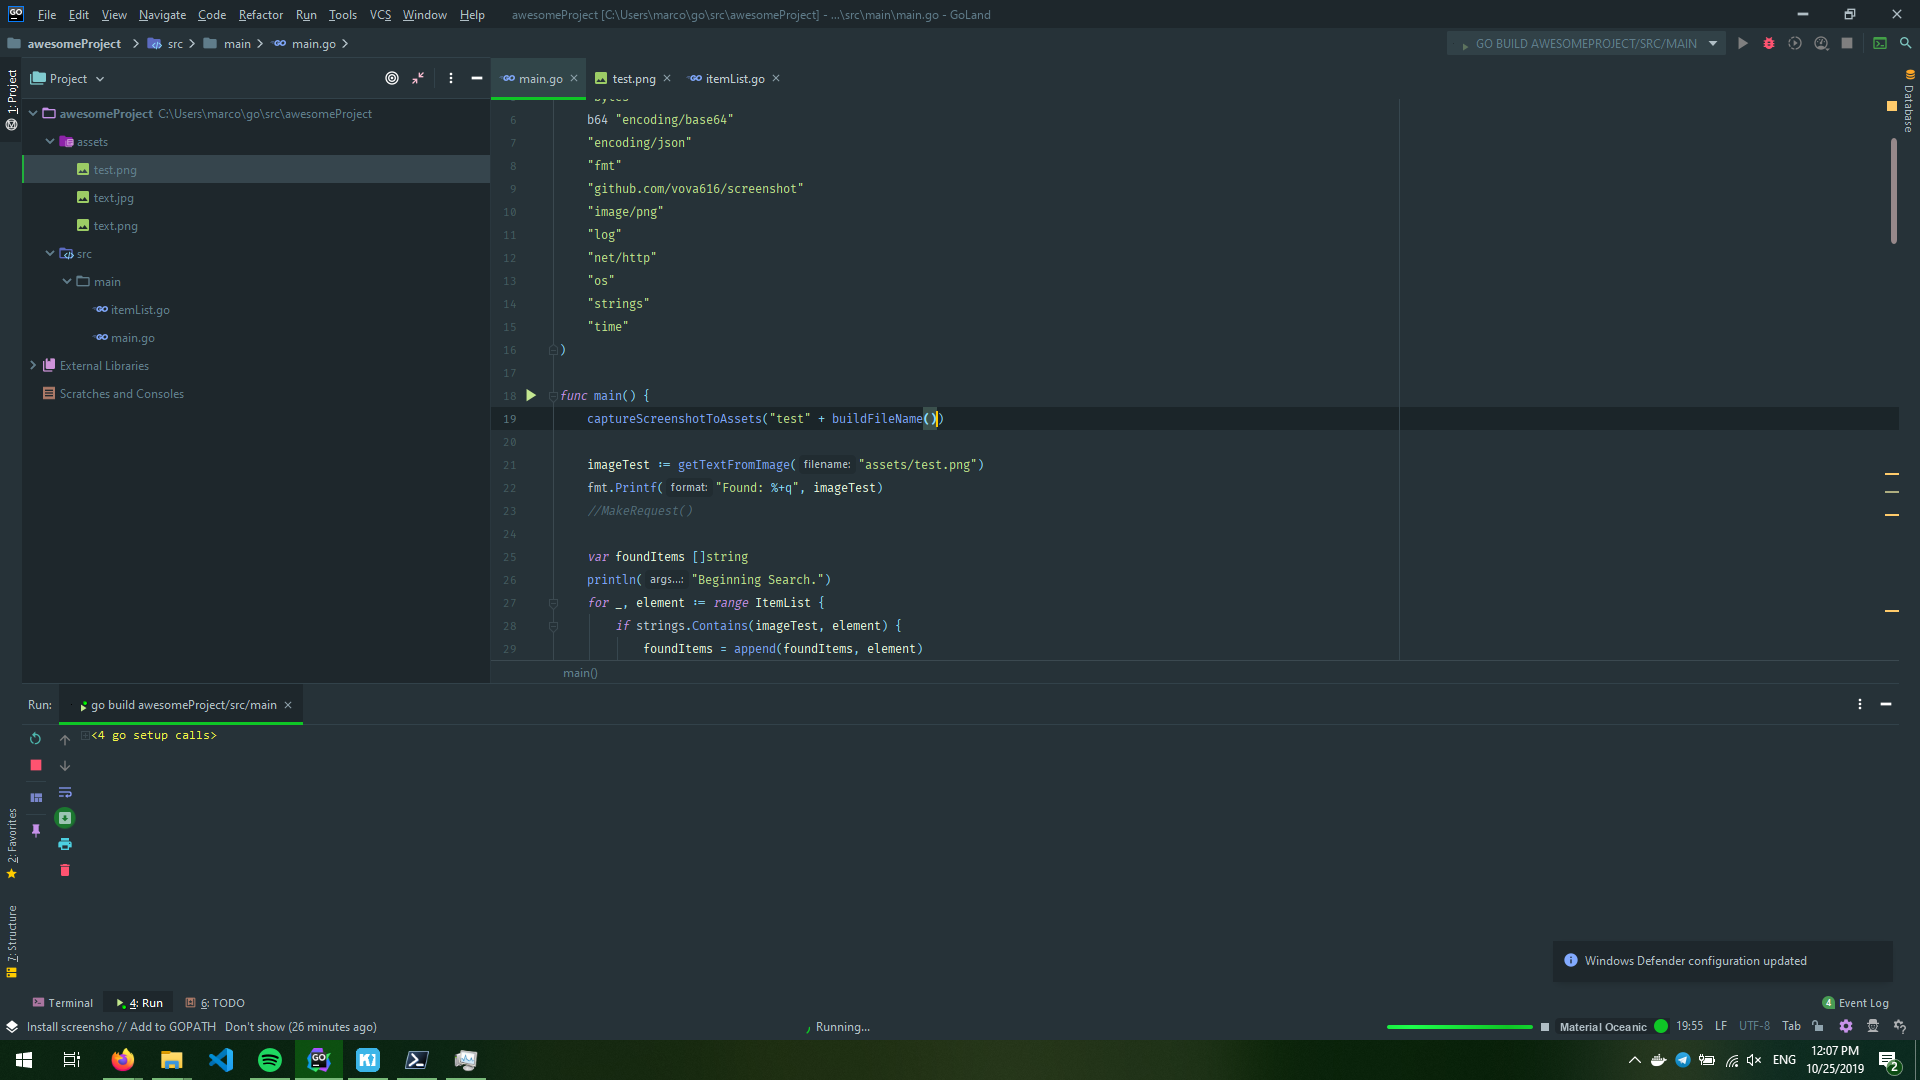 File Edit View Navigate Code Refactor Run Tools VCS Window Help awesomeProject [C:\Users\marco\go\src\awesomeProject] - ...\src\main\main.go - GoLand
awesomeProject src main main.go
GO BUILD AWESOMEPROJECT/SRC/MAIN
Project
main.go test.png itemList.go
1: Project
Database
awesomeProject C:\Users\marco\go\src\awesomeProject
assets
test.png
text.jpg
text.png
src
main
itemList.go
main.go
External Libraries
Scratches and Consoles
"bytes"
6 b64 "encoding/base64"
7 "encoding/json"
8 "fmt"
9 "github.com/vova616/screenshot"
10 "image/png"
11 "log"
12 "net/http"
13 "os"
14 "strings"
15 "time"
16 )
17
18 func main() {
19 captureScreenshotToAssets("test" + buildFileName())
20
21 imageTest := getTextFromImage( filename: "assets/test.png")
22 fmt.Printf( format: "Found: %+q", imageTest)
23 //MakeRequest()
24
25 var foundItems []string
26 println( args...: "Beginning Search.")
27 for _, element := range ItemList {
28 if strings.Contains(imageTest, element) {
29 foundItems = append(foundItems, element)
main()
Run: go build awesomeProject/src/main
<4 go setup calls>
2: Favorites
7: Structure
Windows Defender configuration updated
Terminal 4: Run 6: TODO
4 Event Log
Install screensho // Add to GOPATH Don't show (26 minutes ago)
Running...
Material Oceanic 19:55 LF UTF-8 Tab
GO
K
ENG
12:07 PM
10/25/2019
2